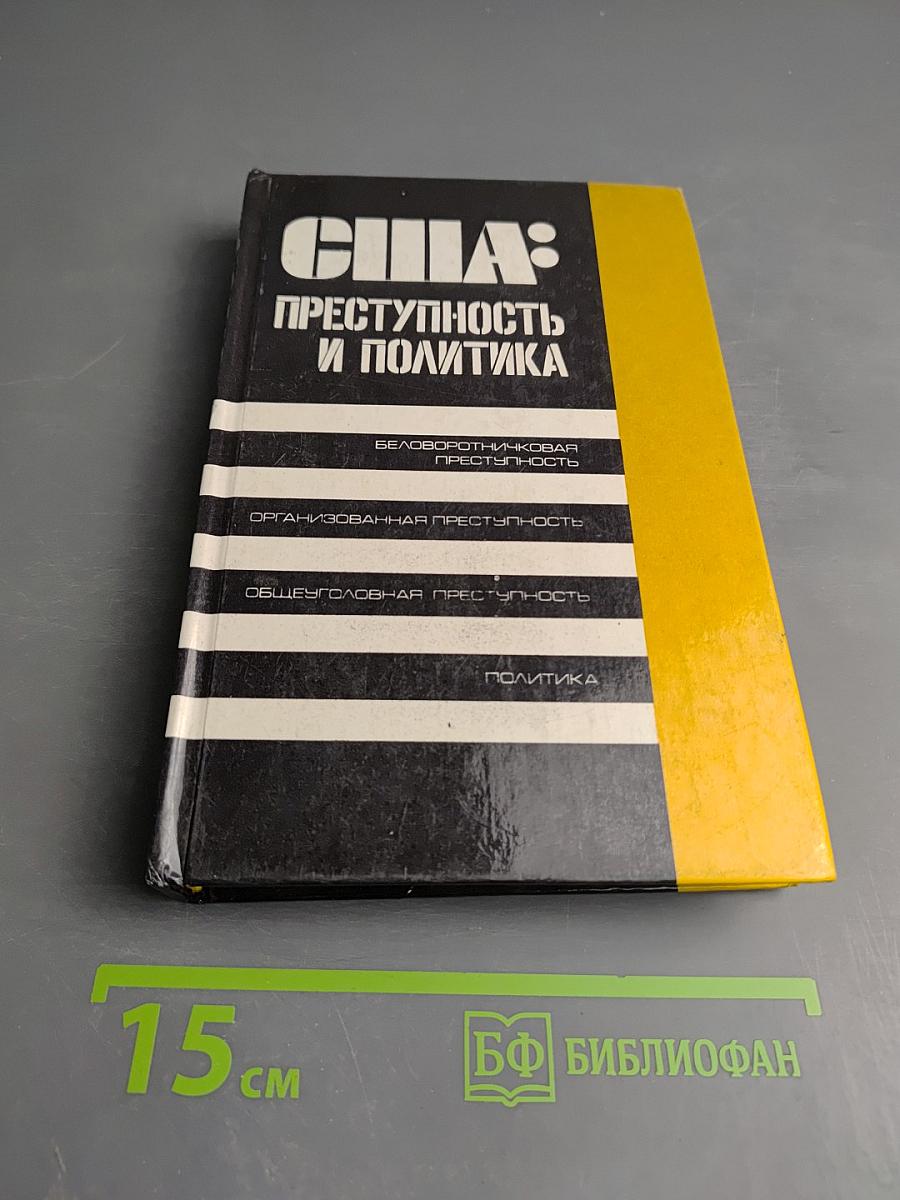 США:
ПРЕСТУПНОСТЬ
И ПОЛИТИКА
БЕЛОВОРОТНИЧКОВАЯ
ПРЕСТУПНОСТЬ
ОРГАНИЗОВАННАЯ ПРЕСТУПНОСТЬ
ОБЩЕУГОЛОВНАЯ ПРЕСТУПНОСТЬ
ПОЛИТИКА
15 см
БФ БИБЛИОФАН